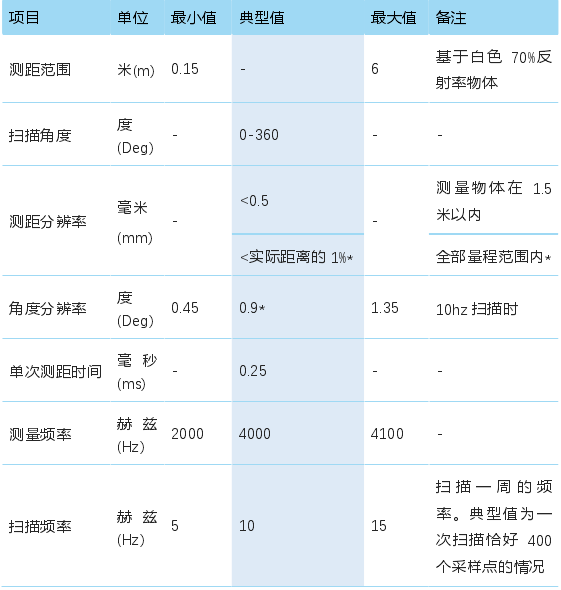 项目 单位 最小值 典型值 最大值 备注
测距范围 米(m) 0.15 - 6 基于白色 70%反
射率物体
扫描角度 度
(Deg) - 0-360 - -
测距分辨率 毫米
(mm) - <0.5 - 测量物体在 1.5
米以内
<实际距离的 1%* 全部量程范围内*
角度分辨率 度
(Deg) 0.45 0.9* 1.35 10hz 扫描时
单次测距时间 毫 秒
(ms) - 0.25 - -
测量频率 赫 兹
(Hz) 2000 4000 4100 -
扫描频率 赫 兹
(Hz) 5 10 15 扫描一周的频
率。典型值为一
次扫描恰好 400
个采样点的情况